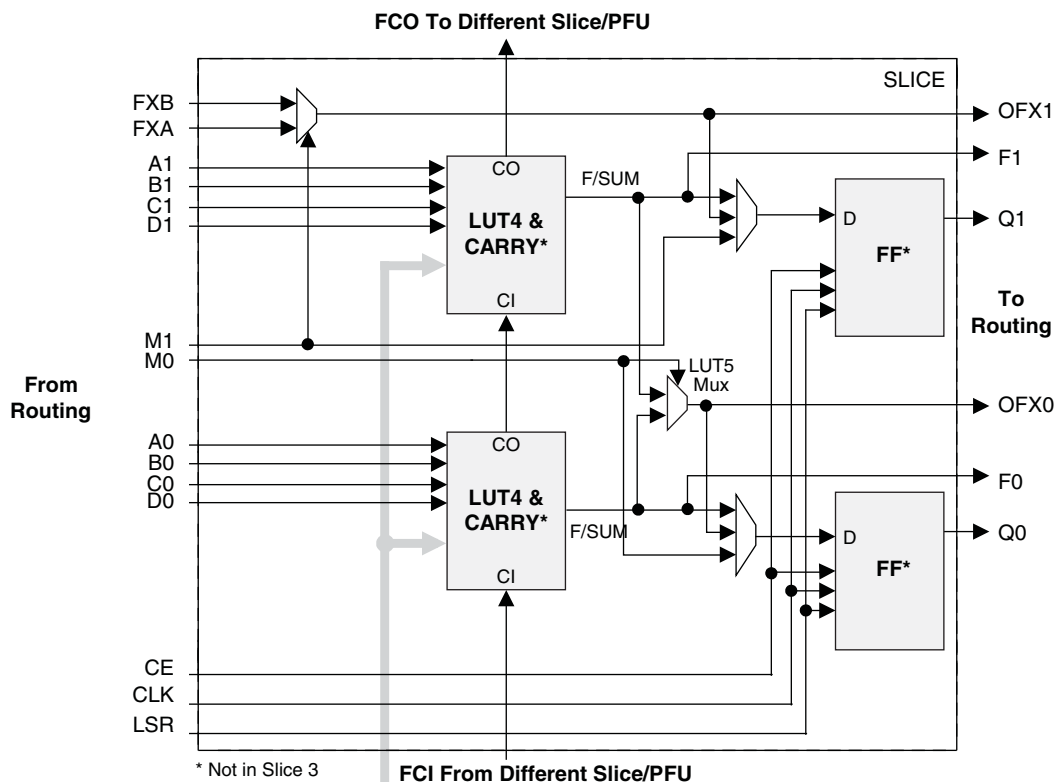 FCO To Different Slice/PFU
SLICE
FXB
FXA
OFX1
F1
A1
B1
C1
D1
CO
LUT4 &
CARRY*
CI
F/SUM
D
FF*
Q1
To
Routing
M1
M0
From
Routing
LUT5
Mux
OFX0
A0
B0
C0
D0
CO
LUT4 &
CARRY*
CI
F/SUM
F0
D
FF*
Q0
CE
CLK
LSR
* Not in Slice 3
FCI From Different Slice/PFU